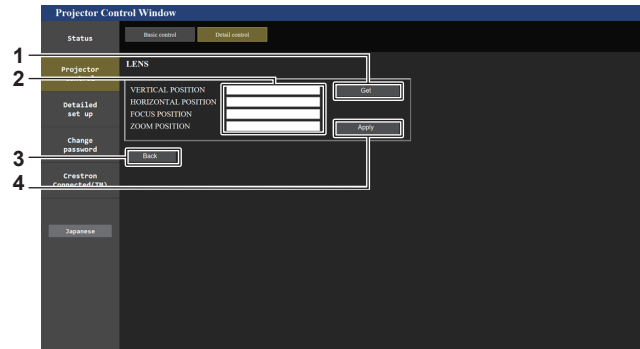 Projector Control Window
Status
Basic control
Detail control
1
Projector
LENS
2
VERTICAL POSITION
Get
HORIZONTAL POSITION
Detailed
set up
FOCUS POSITION
ZOOM POSITION
Apply
Change
password
3
Back
Crestron
Connected(TM)
4
Japanese